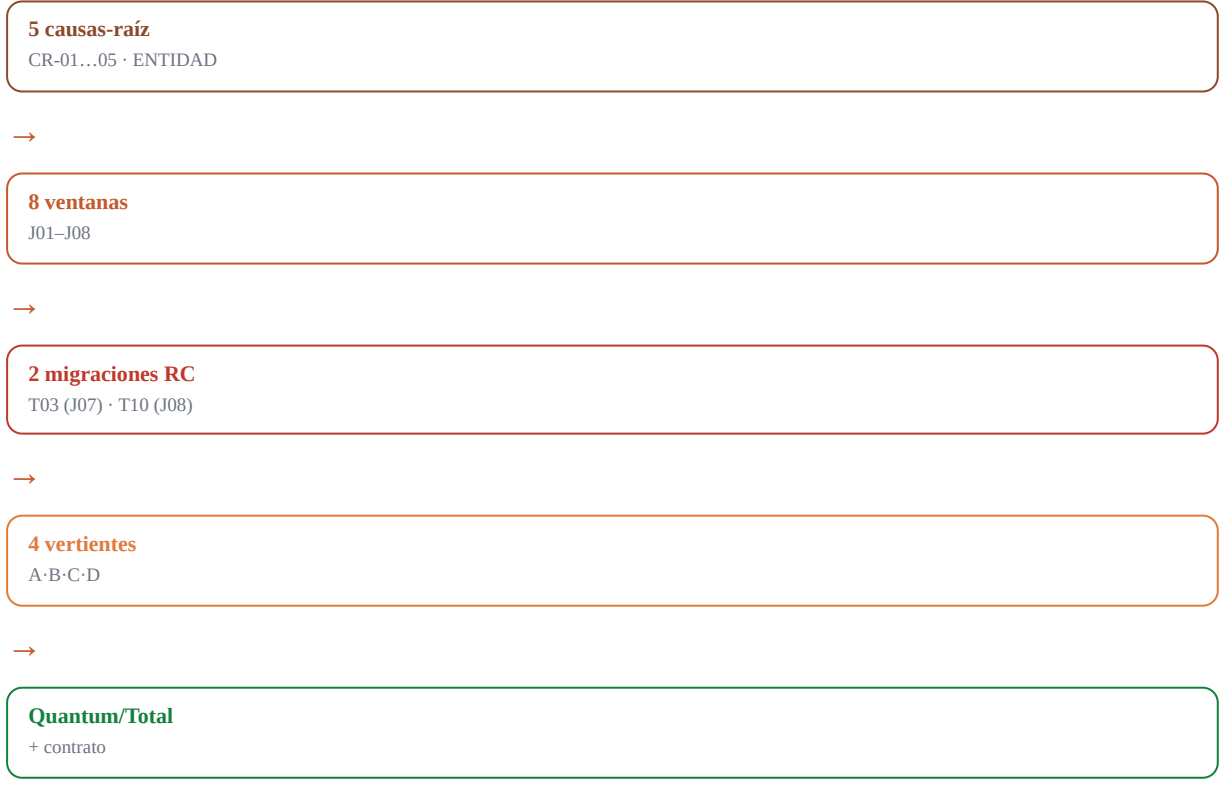 5 causas-raíz
CR-01…05 · ENTIDAD
→
8 ventanas
J01–J08
→
2 migraciones RC
T03 (J07) · T10 (J08)
→
4 vertientes
A·B·C·D
→
Quantum/Total
+ contrato